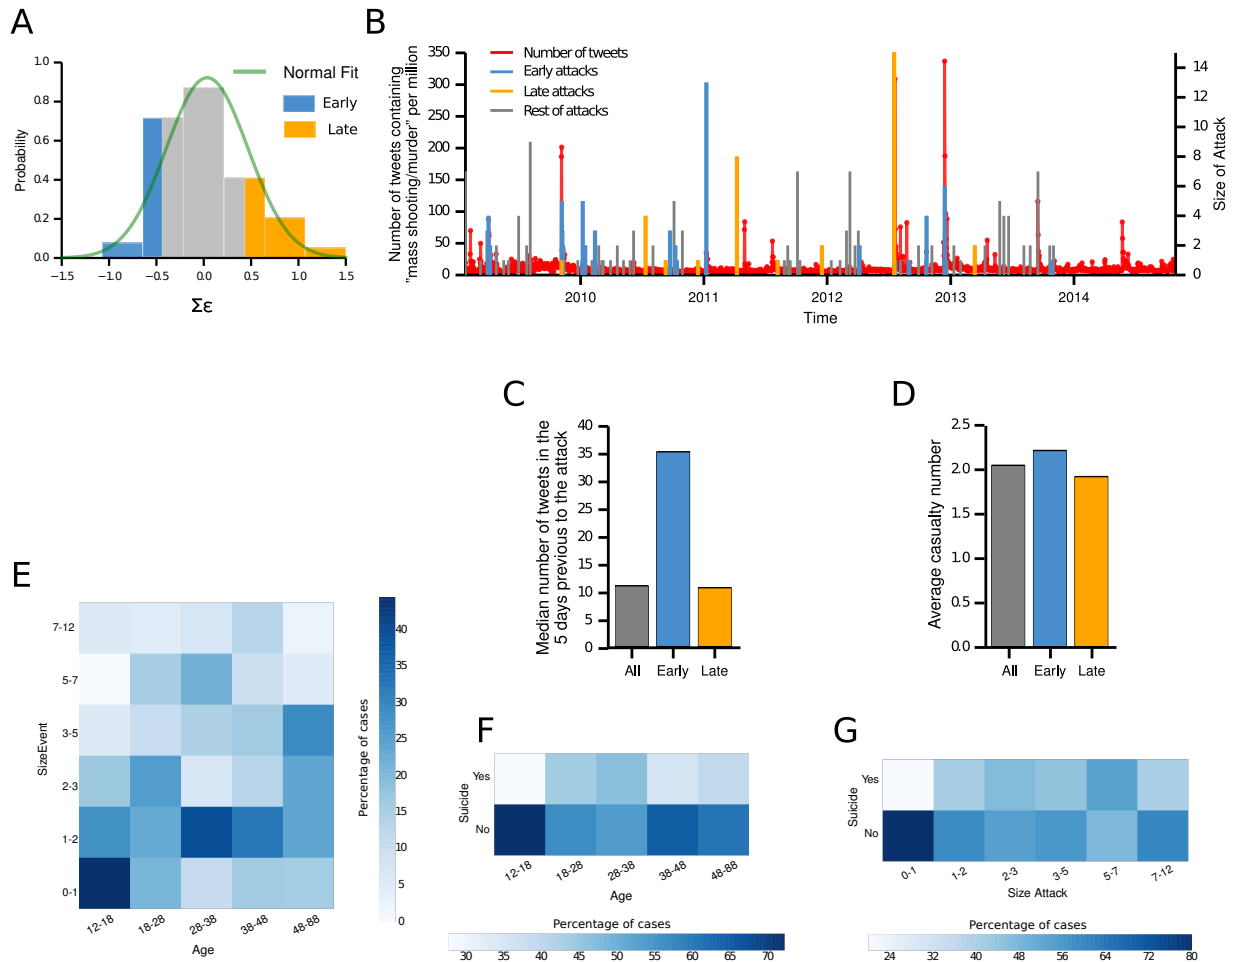 A
1.0
0.8
0.6
0.4
0.2
0.0
Probability
−1.5
−1.0
−0.5
0.0
0.5
1.0
1.5
Σε
Normal Fit
Early
Late
B
350
300
250
200
150
100
50
0
Number of tweets containing
"mass shooting/murder" per million
Number of tweets
Early attacks
Late attacks
Rest of attacks
14
12
10
8
6
4
2
0
Size of Attack
2010
2011
2012
2013
2014
Time
C
40
35
30
25
20
15
10
5
0
Median number of tweets in the
5 days previous to the attack
All
Early
Late
D
2.5
2.0
1.5
1.0
0.5
0.0
Average casualty number
All
Early
Late
E
7-12
5-7
3-5
2-3
1-2
0-1
SizeEvent
12-18
18-28
28-38
38-48
48-88
Age
40
35
30
25
20
15
10
5
0
Percentage of cases
F
Yes
No
Suicide
12-18
18-28
28-38
38-48
48-88
Age
Percentage of cases
30
35
40
45
50
55
60
65
70
G
Yes
No
Suicide
0-1
1-2
2-3
3-5
5-7
7-12
Size Attack
Percentage of cases
24
32
40
48
56
64
72
80